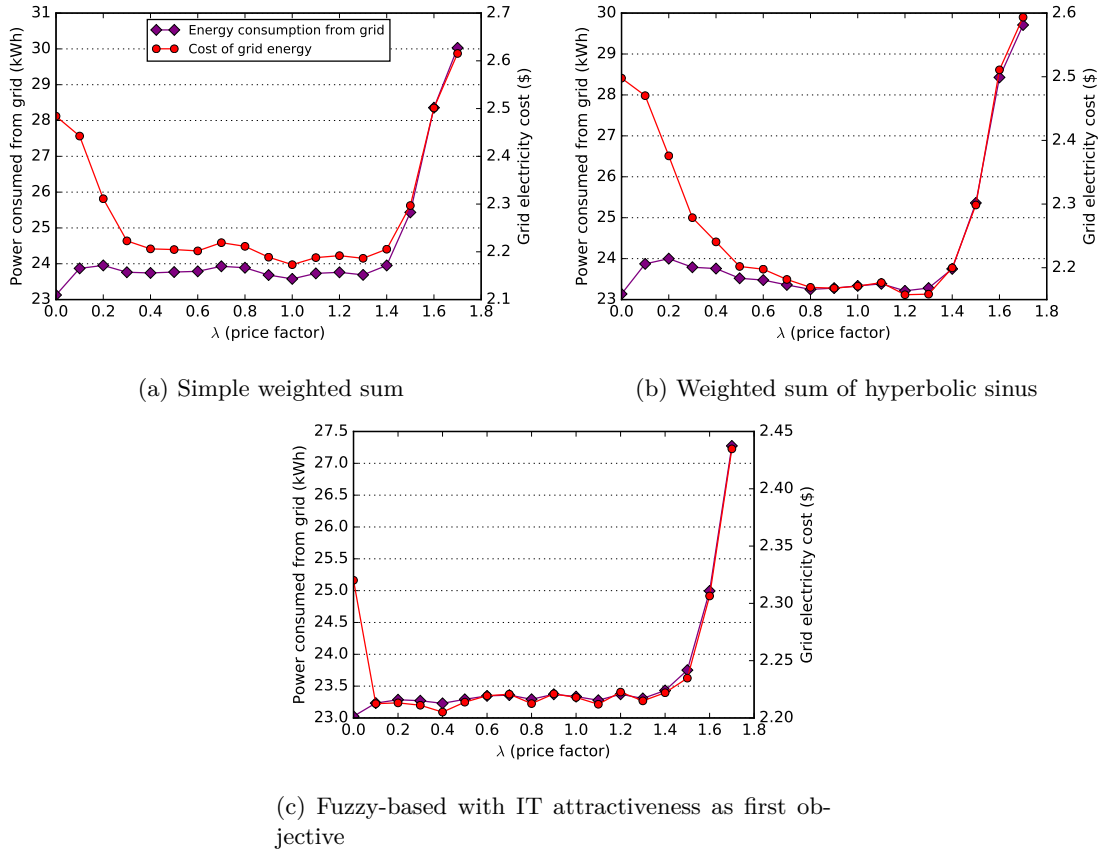 31
30
29
28
27
26
25
24
23
Power consumed from grid (kWh)
Energy consumption from grid
Cost of grid energy
2.7
2.6
2.5
2.4
2.3
2.2
2.1
Grid electricity cost ($)
0.0 0.2 0.4 0.6 0.8 1.0 1.2 1.4 1.6 1.8
λ (price factor)
(a) Simple weighted sum
30
29
28
27
26
25
24
23
Power consumed from grid (kWh)
2.6
2.5
2.4
2.3
2.2
Grid electricity cost ($)
0.0 0.2 0.4 0.6 0.8 1.0 1.2 1.4 1.6 1.8
λ (price factor)
(b) Weighted sum of hyperbolic sinus
27.5
27.0
26.5
26.0
25.5
25.0
24.5
24.0
23.5
23.0
Power consumed from grid (kWh)
2.45
2.40
2.35
2.30
2.25
2.20
Grid electricity cost ($)
0.0 0.2 0.4 0.6 0.8 1.0 1.2 1.4 1.6 1.8
λ (price factor)
(c) Fuzzy-based with IT attractiveness as first ob-
jective